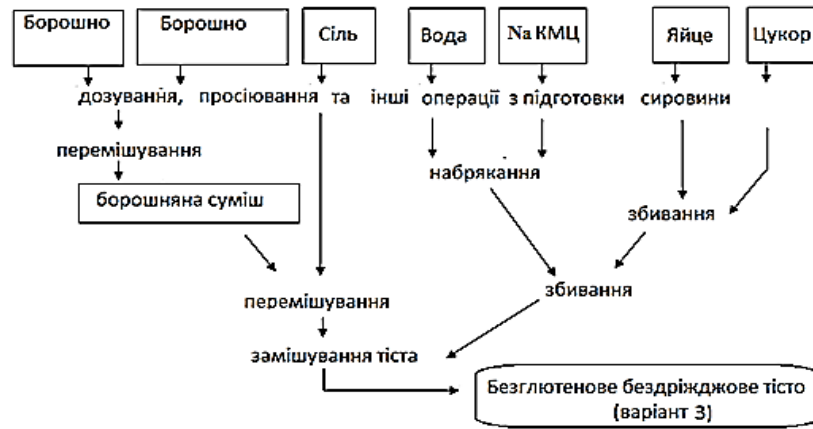 Борошно
Борошно
Сіль
Вода
Na КМЦ
Яйце
Цукор
дозування, просіювання та інші операції з підготовки сировини
перемішування
набрякання
борошняна суміш
збивання
перемішування
збивання
замішування тіста
Безглютенове бездріжджове тісто
(варіант 3)